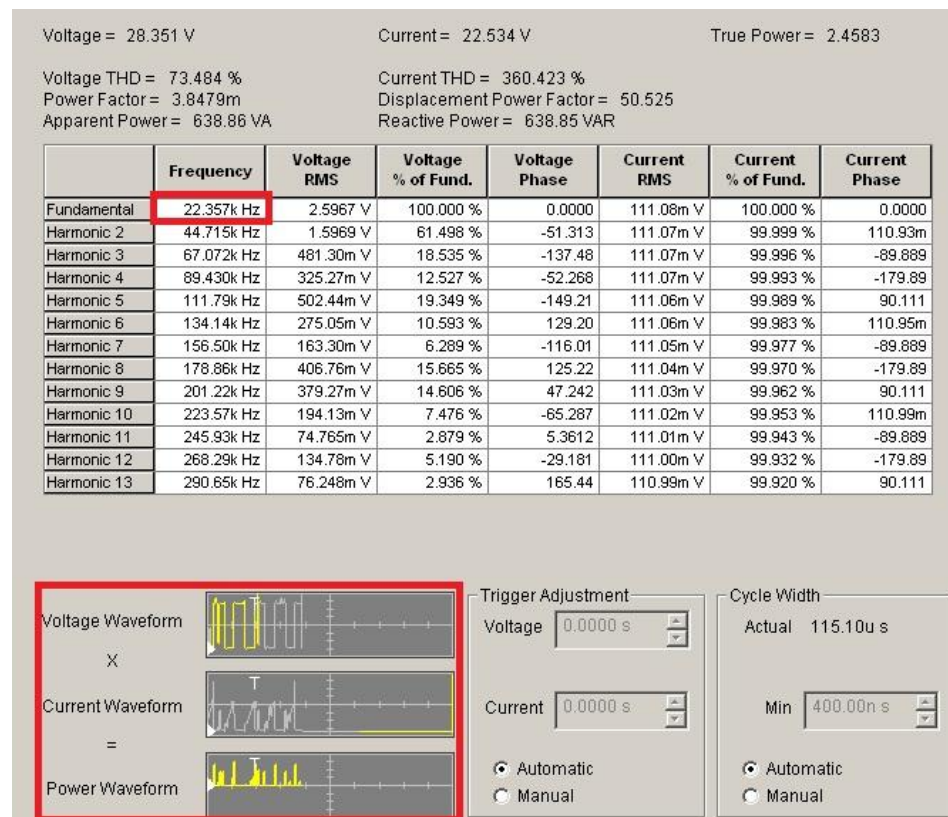 Voltage = 28.351 V Current = 22.534 V True Power = 2.4583
Voltage THD = 73.484 % Current THD = 360.423 %
Power Factor = 3.8479m Displacement Power Factor = 50.525
Apparent Power = 638.86 VA Reactive Power = 638.85 VAR
Frequency Voltage RMS Voltage % of Fund. Voltage Phase Current RMS Current % of Fund. Current Phase
Fundamental 22.357k Hz 2.5967 V 100.000 % 0.0000 111.08m V 100.000 % 0.0000
Harmonic 2 44.715k Hz 1.5969 V 61.498 % -51.313 111.07m V 99.999 % 110.93m
Harmonic 3 67.072k Hz 481.30m V 18.535 % -137.48 111.07m V 99.996 % -89.889
Harmonic 4 89.430k Hz 325.27m V 12.527 % -52.268 111.07m V 99.993 % -179.89
Harmonic 5 111.79k Hz 502.44m V 19.349 % -149.21 111.06m V 99.989 % 90.111
Harmonic 6 134.14k Hz 275.05m V 10.593 % 129.20 111.06m V 99.983 % 110.95m
Harmonic 7 156.50k Hz 163.30m V 6.289 % -116.01 111.05m V 99.977 % -89.889
Harmonic 8 178.86k Hz 406.76m V 15.665 % 125.22 111.04m V 99.970 % -179.89
Harmonic 9 201.22k Hz 379.27m V 14.606 % 47.242 111.03m V 99.962 % 90.111
Harmonic 10 223.57k Hz 194.13m V 7.476 % -65.287 111.02m V 99.953 % 110.99m
Harmonic 11 245.93k Hz 74.765m V 2.879 % 5.3612 111.01m V 99.943 % -89.889
Harmonic 12 268.29k Hz 134.78m V 5.190 % -29.181 111.00m V 99.932 % -179.89
Harmonic 13 290.65k Hz 76.248m V 2.936 % 165.44 110.99m V 99.920 % 90.111
Trigger Adjustment Cycle Width
Voltage Waveform T Voltage 0.0000 s Actual 115.10u s
X
Current Waveform T Current 0.0000 s Min 400.00n s
=
Power Waveform T Automatic Automatic
Manual Manual